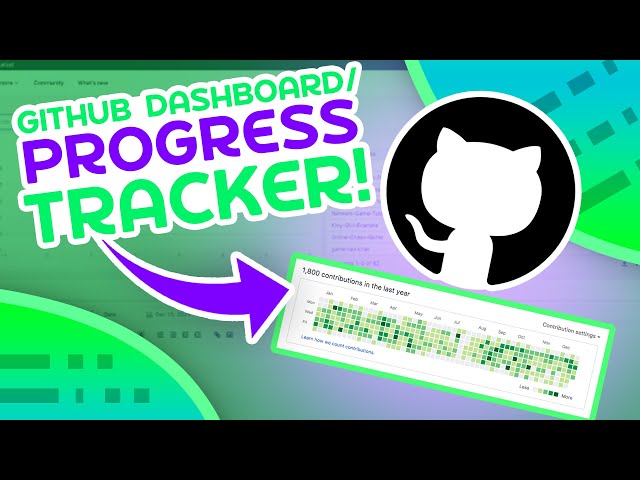 Community What's new
GITHUB DASHBOARD/
PROGRESS
TRACKER!
1,800 contributions in the last year
Contribution settings
Jan Feb Mar Apr May Jun Jul Aug Sep Oct Nov Dec
Mon
Wed
Fri
Learn how we count contributions.
Less More